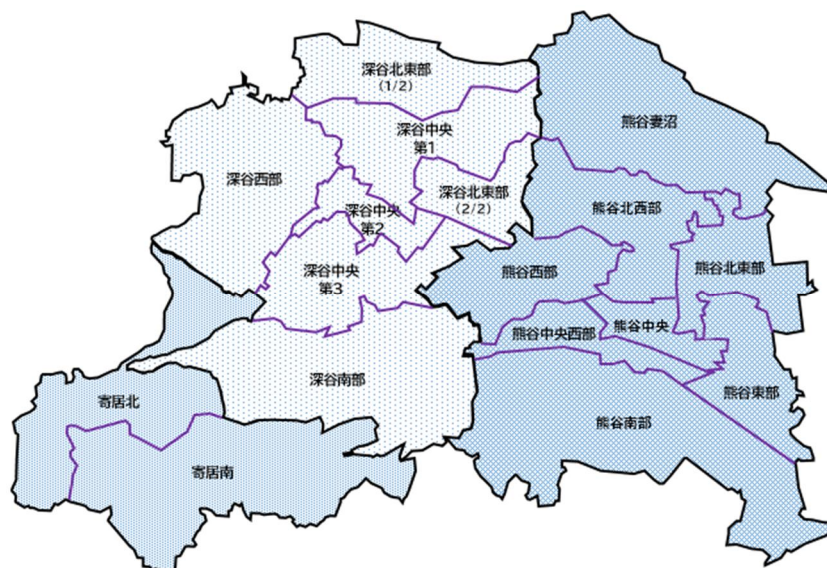 深谷北東部
(1/2)
熊谷妻沼
深谷中央
第1
深谷西部
深谷北東部
(2/2)
熊谷北西部
深谷中央
第2
深谷中央
第3
熊谷西部
熊谷北東部
熊谷中央西部
熊谷中央
深谷南部
熊谷東部
寄居北
熊谷南部
寄居南